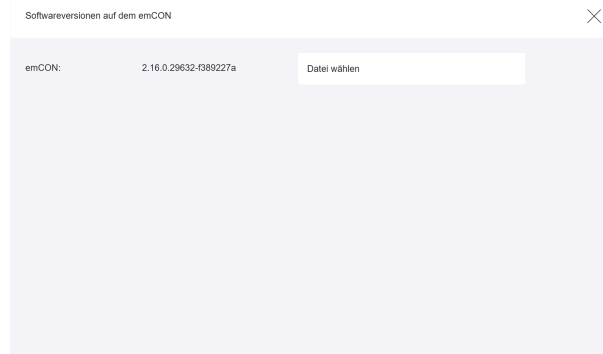 Softwareversionen auf dem emCON
emCON: 2.16.0.29632-f389227a Datei wählen